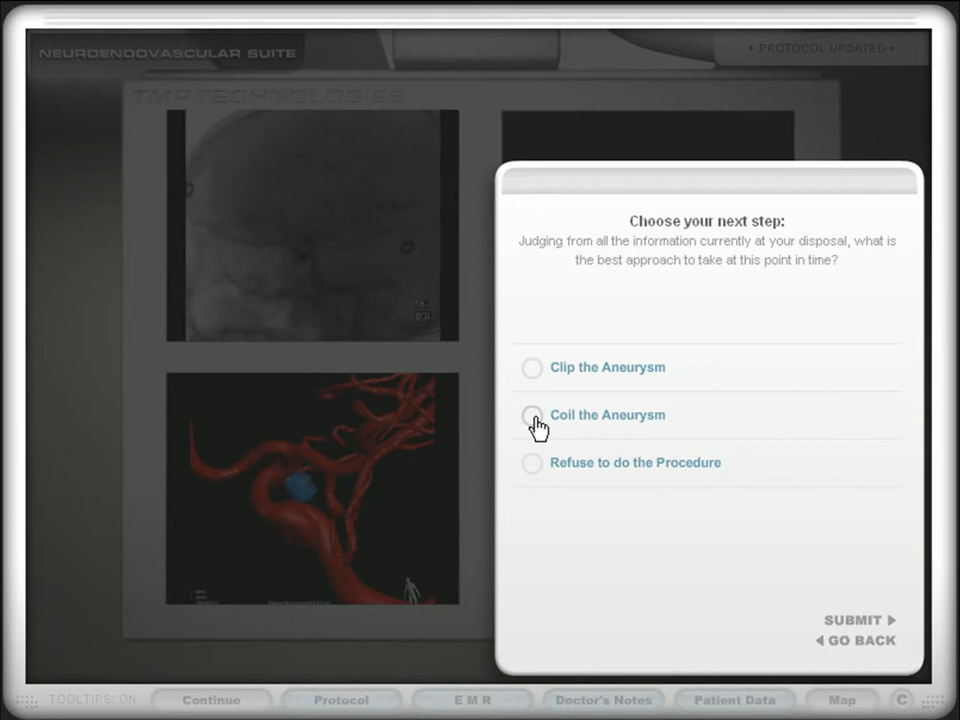 NEUROENDOVASCULAR SUITE
+ PROTOCOL UPDATED
TMP TECHNOLOGIES
Choose your next step:
Judging from all the information currently at your disposal, what is
the best approach to take at this point in time?
Clip the Aneurysm
Coil the Aneurysm
Refuse to do the Procedure
SUBMIT
GO BACK
TOOLTIPS: ON
Continue
Protocol
EMR
Doctor's Notes
Patient Data
Map
C